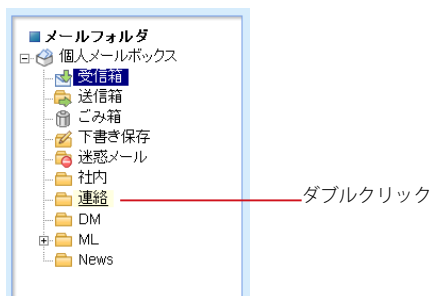 メールフォルダ
個人メールボックス
受信箱
送信箱
ごみ箱
下書き保存
迷惑メール
社内
連絡 ダブルクリック
DM
ML
News